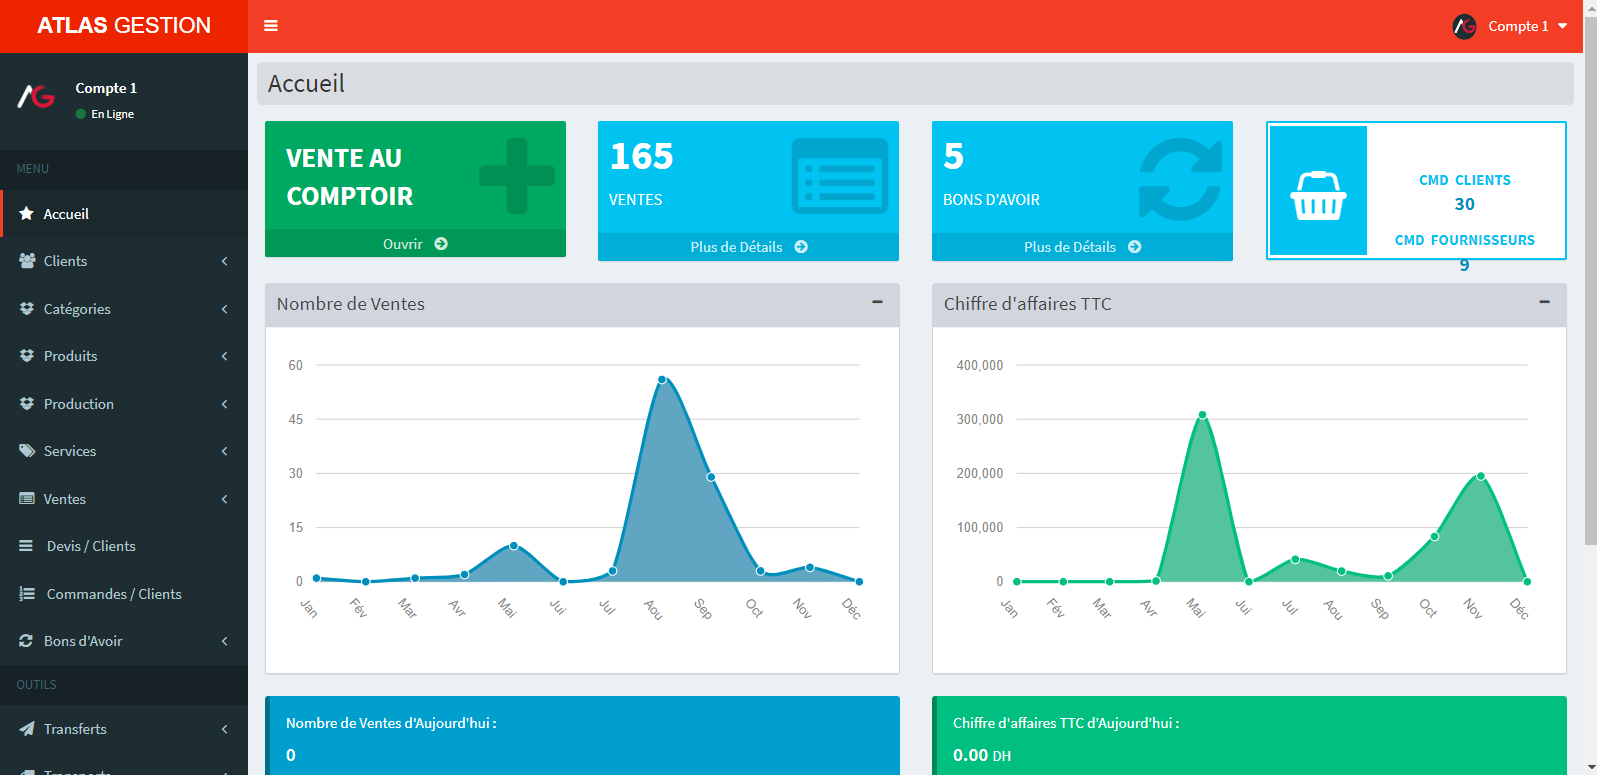 ATLAS GESTION
Compte 1
Compte 1
En Ligne
MENU
Accueil
Clients
Catégories
Produits
Production
Services
Ventes
Devis / Clients
Commandes / Clients
Bons d'Avoir
OUTILS
Transferts
Transports
Accueil
VENTE AU
COMPTOIR
Ouvrir
165
VENTES
Plus de Détails
5
BONS D'AVOIR
Plus de Détails
CMD CLIENTS
30
CMD FOURNISSEURS
9
Nombre de Ventes
60
45
30
15
0
Jan Fév Mar Avr Mai Jui Jul Aou Sep Oct Nov Déc
Chiffre d'affaires TTC
400,000
300,000
200,000
100,000
0
Jan Fév Mar Avr Mai Jui Jul Aou Sep Oct Nov Déc
Nombre de Ventes d'Aujourd'hui :
0
Chiffre d'affaires TTC d'Aujourd'hui :
0.00 DH